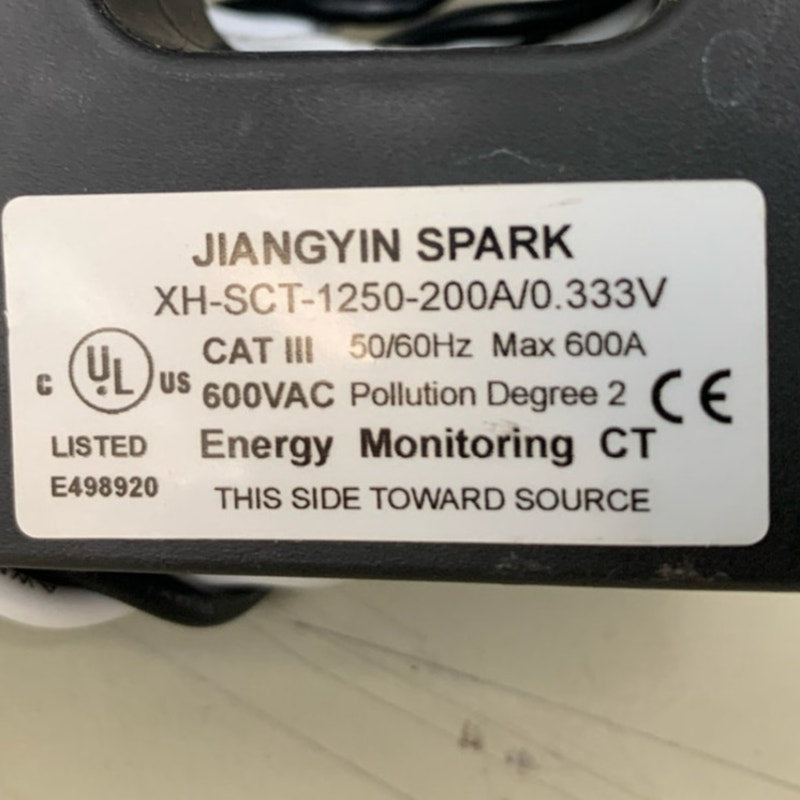 JIANGYIN SPARK
XH-SCT-1250-200A/0.333V
CAT III 50/60Hz Max 600A
C UL US 600VAC Pollution Degree 2 CE
LISTED Energy Monitoring CT
E498920 THIS SIDE TOWARD SOURCE